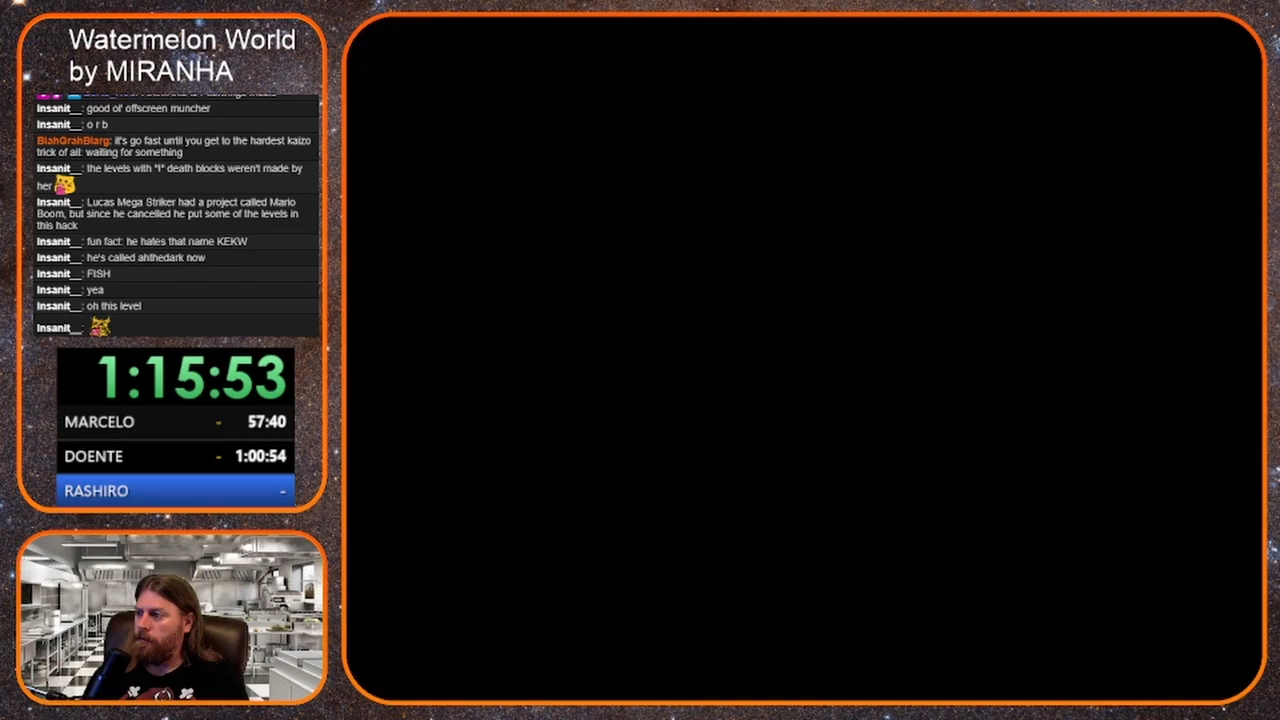 Watermelon World
by MIRANHA
Insanit__: good ol' offscreen muncher
Insanit__: o r b
BlahGrahBlarg: it's go fast until you get to the hardest kaizo
trick of all: waiting for something
Insanit__: the levels with "!" death blocks weren't made by
her
Insanit__: Lucas Mega Striker had a project called Mario
Boom, but since he cancelled he put some of the levels in
this hack
Insanit__: fun fact: he hates that name KEKW
Insanit__: he's called ahthedark now
Insanit__: FISH
Insanit__: yea
Insanit__: oh this level
Insanit__:
1:15:53
MARCELO - 57:40
DOENTE - 1:00:54
RASHIRO -